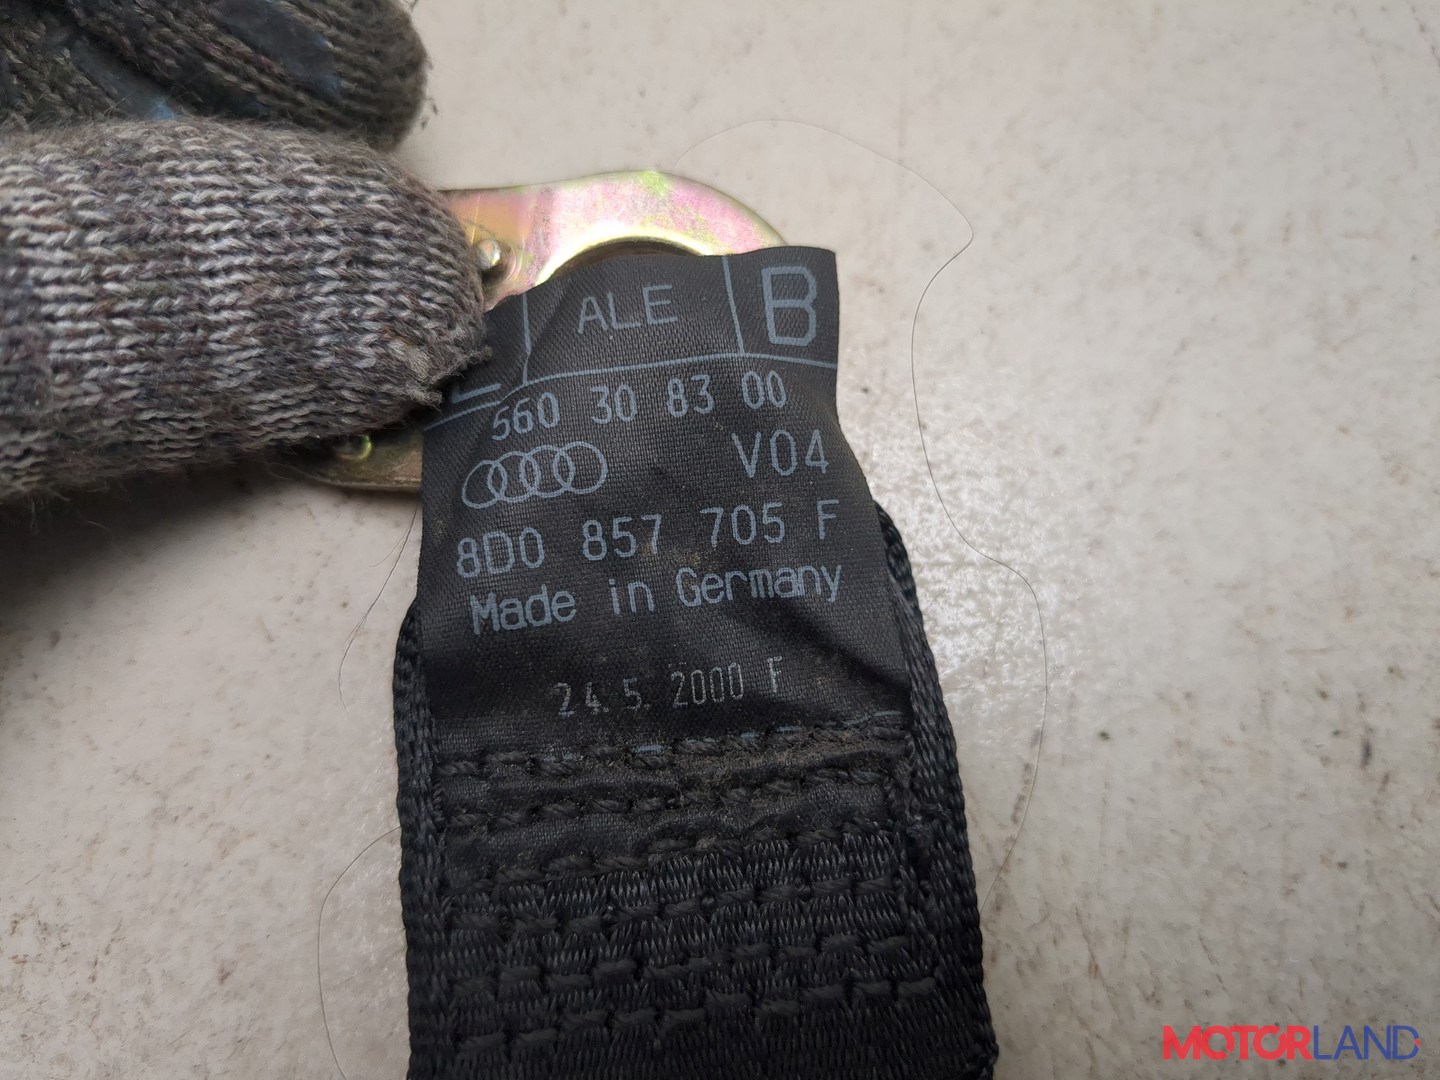 ALE B
560 30 83 00
V04
8D0 857 705 F
Made in Germany
24.5.2000 F
MOTORLAND